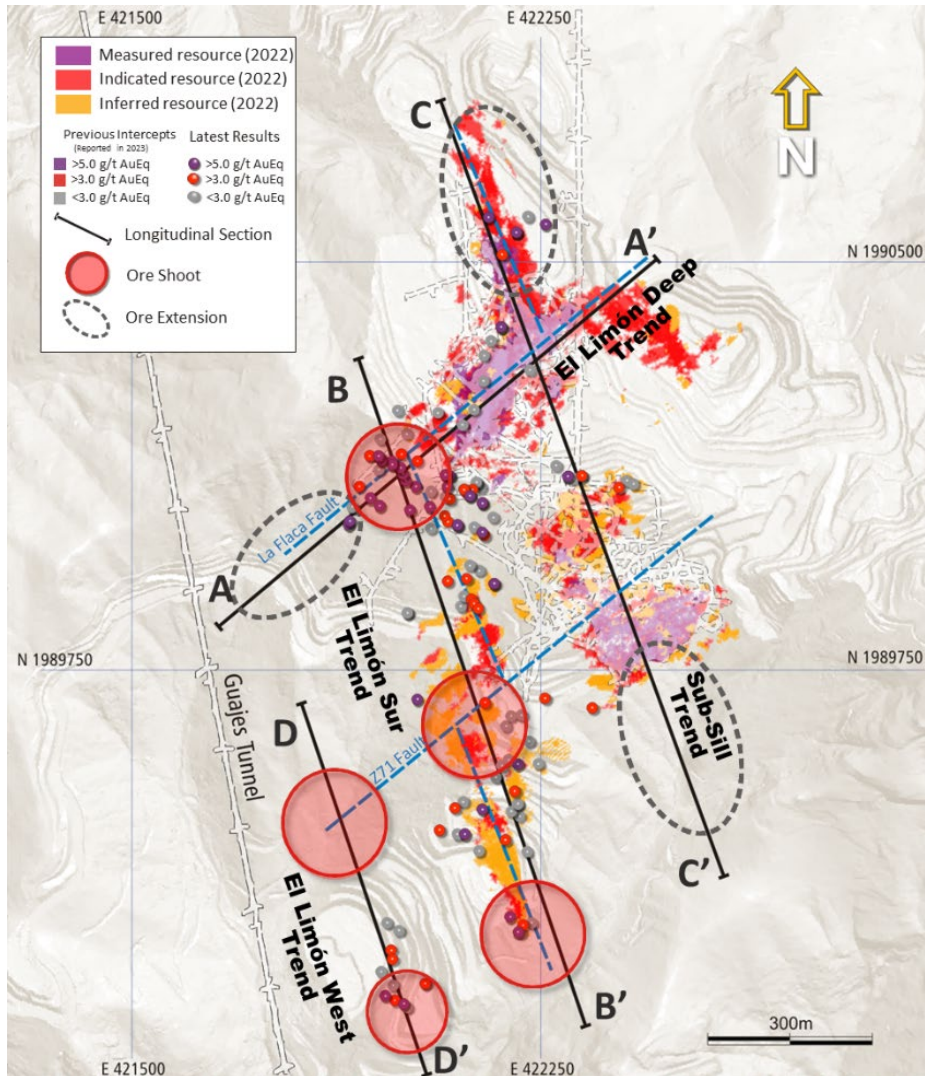 E 421500
E 422250
Measured resource (2022)
Indicated resource (2022)
Inferred resource (2022)
Previous Intercepts
(Reported in 2023)
Latest Results
>5.0 g/t AuEq
>5.0 g/t AuEq
>3.0 g/t AuEq
>3.0 g/t AuEq
<3.0 g/t AuEq
<3.0 g/t AuEq
Longitudinal Section
Ore Shoot
Ore Extension
N
C
A'
N 1990500
El Limón Deep
Trend
B
La Flaca Fault
A
El Limón Sur
Trend
N 1989750
N 1989750
Guajes Tunnel
Sub-Sill
Trend
D
Z71 Fault
C'
El Limón West
Trend
B'
300m
D'
E 421500
E 422250